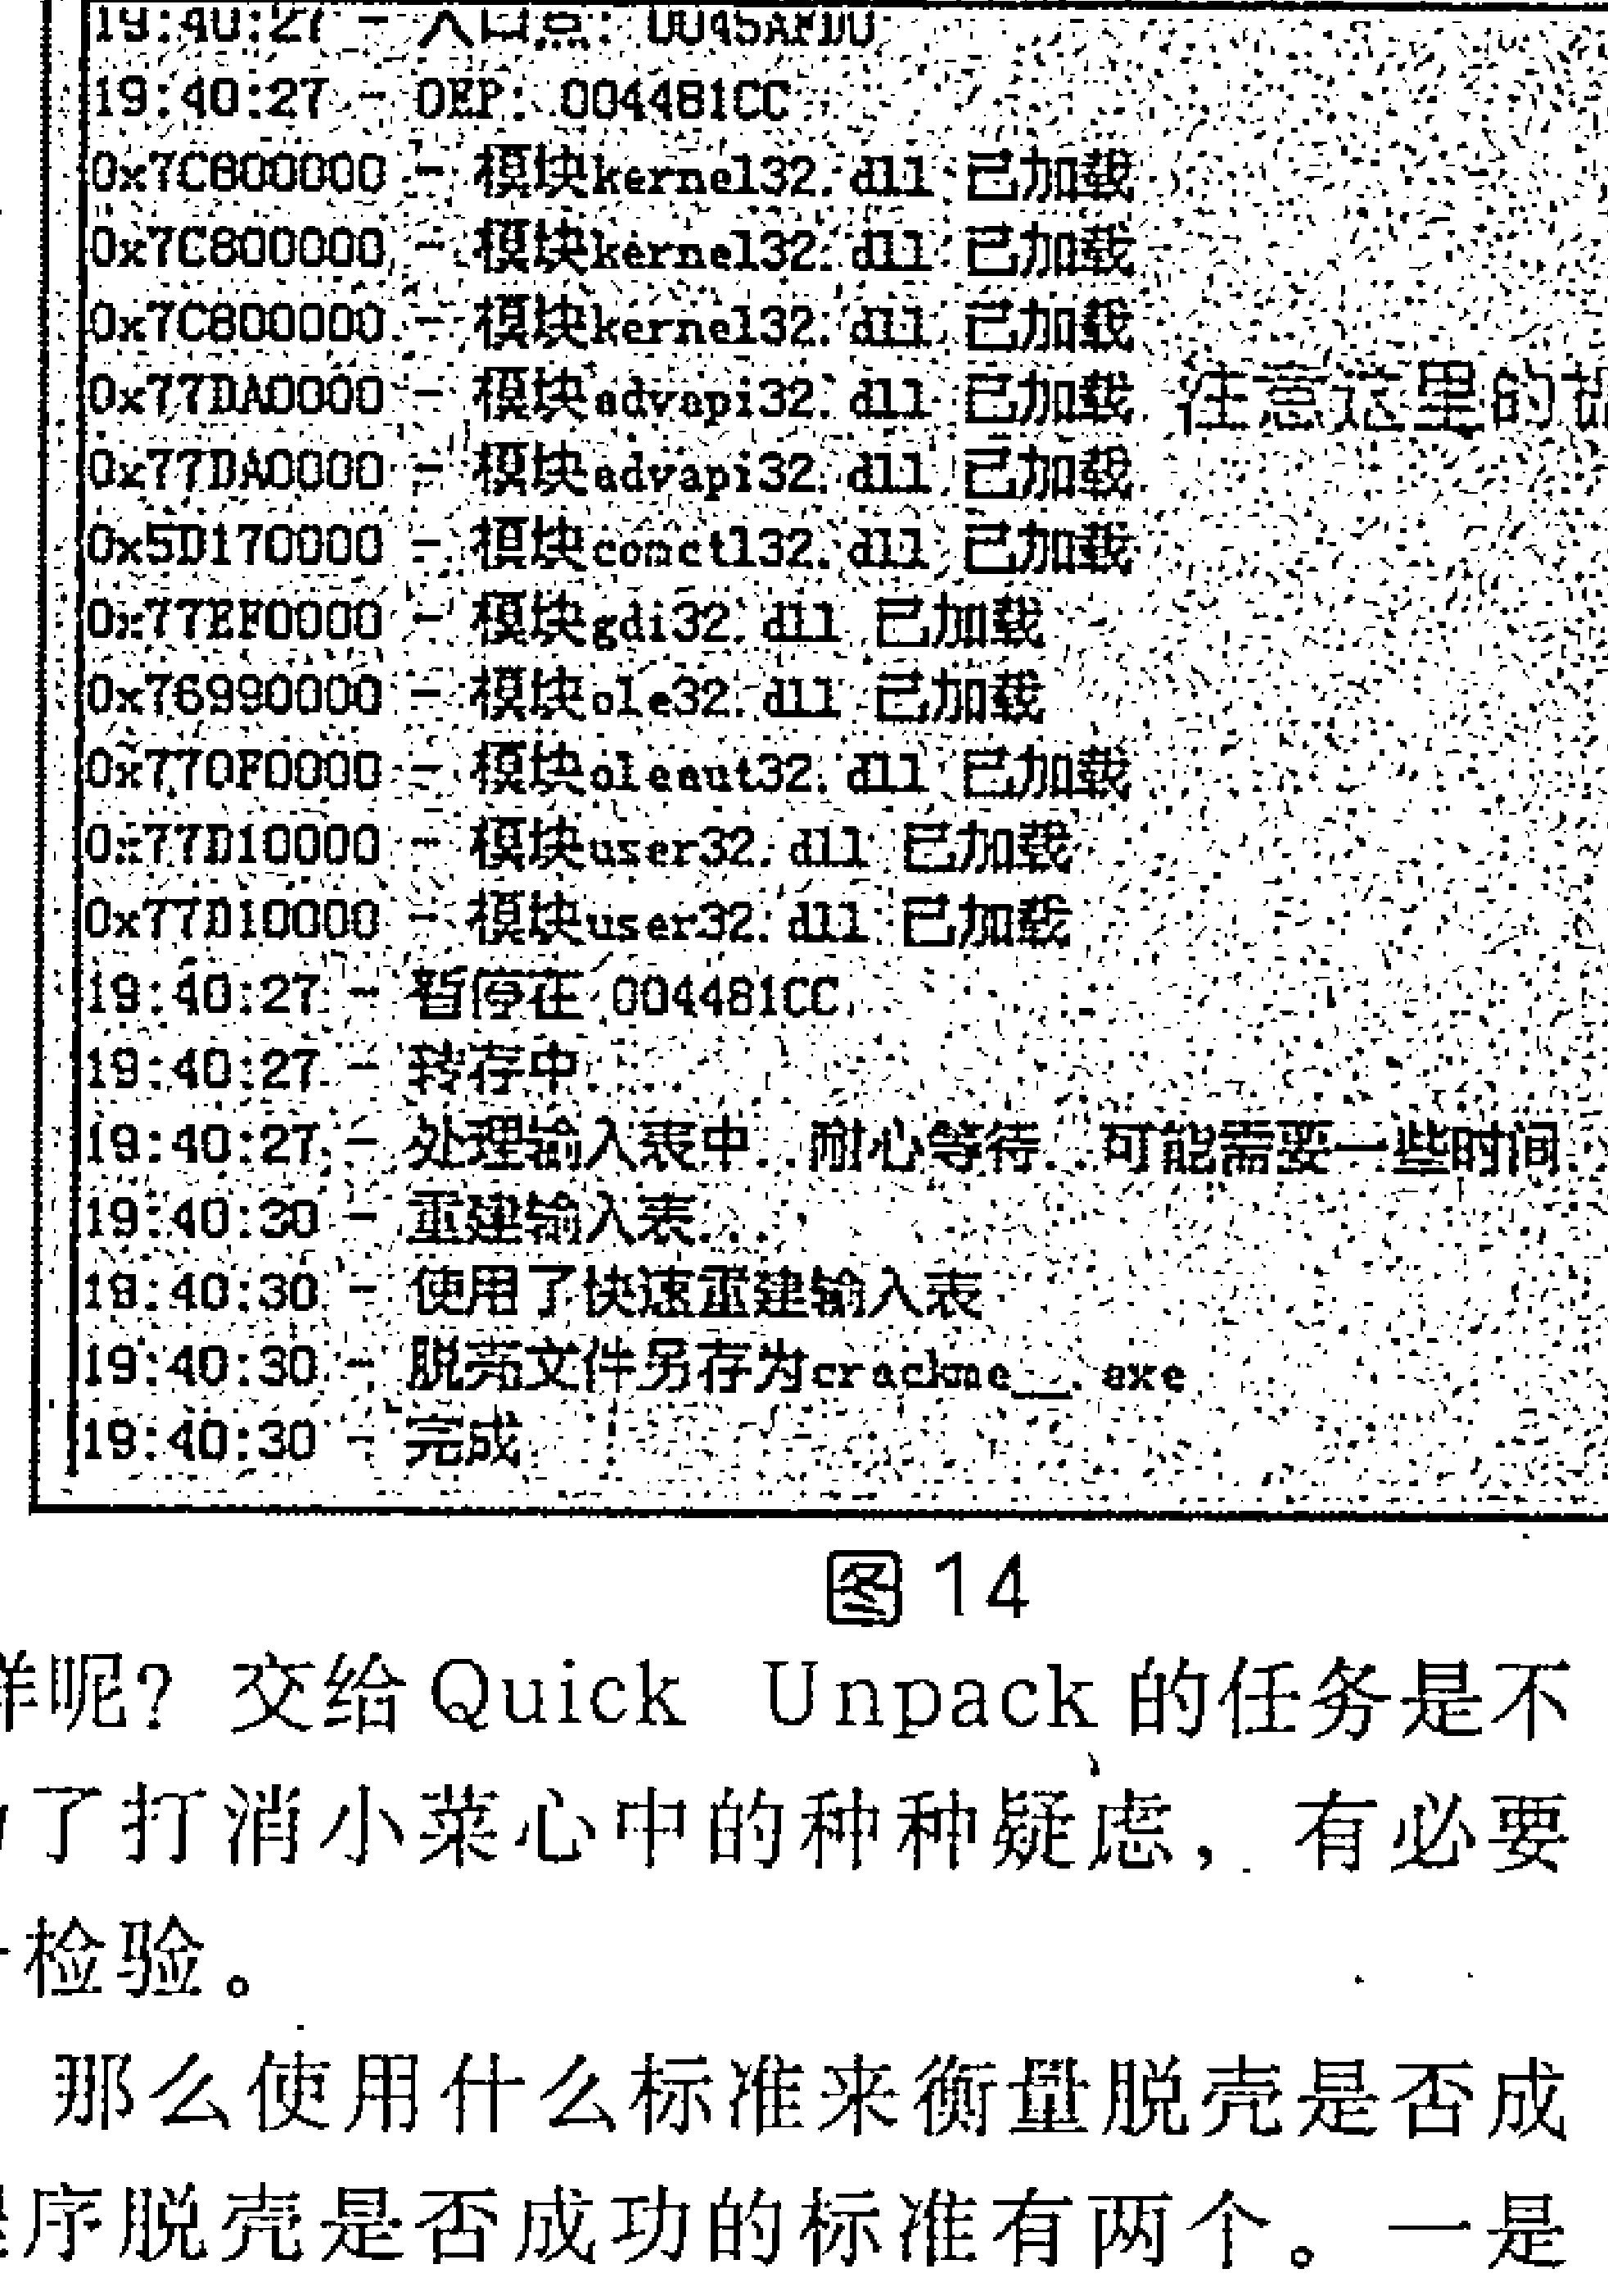 19:40:27 - 入口点: 0045AFD0
19:40:27 - OEP: 004481CC
0x7C800000 - 模块kernel32.dll 已加载
0x7C800000 - 模块kernel32.dll 已加载
0x7C800000 - 模块kernel32.dll 已加载
0x77DA0000 - 模块advapi32.dll 已加载 注意这里的
0x77DA0000 - 模块advapi32.dll 已加载
0x5D170000 - 模块comctl32.dll 已加载
0x77EF0000 - 模块gdi32.dll 已加载
0x76990000 - 模块ole32.dll 已加载
0x770F0000 - 模块oleaut32.dll 已加载
0x77D10000 - 模块user32.dll 已加载
0x77D10000 - 模块user32.dll 已加载
19:40:27 - 暂停在 004481CC
19:40:27 - 转存中...
19:40:27 - 处理输入表中..耐心等待..可能需要一些时间
19:40:30 - 重建输入表...
19:40:30 - 使用了快速重建输入表
19:40:30 - 脱壳文件另存为crackme__.exe
19:40:30 - 完成
图14
样呢？交给Quick Unpack的任务是不
了打消小菜心中的种种疑虑，有必要
检验。
那么使用什么标准来衡量脱壳是否成
序脱壳是否成功的标准有两个。一是